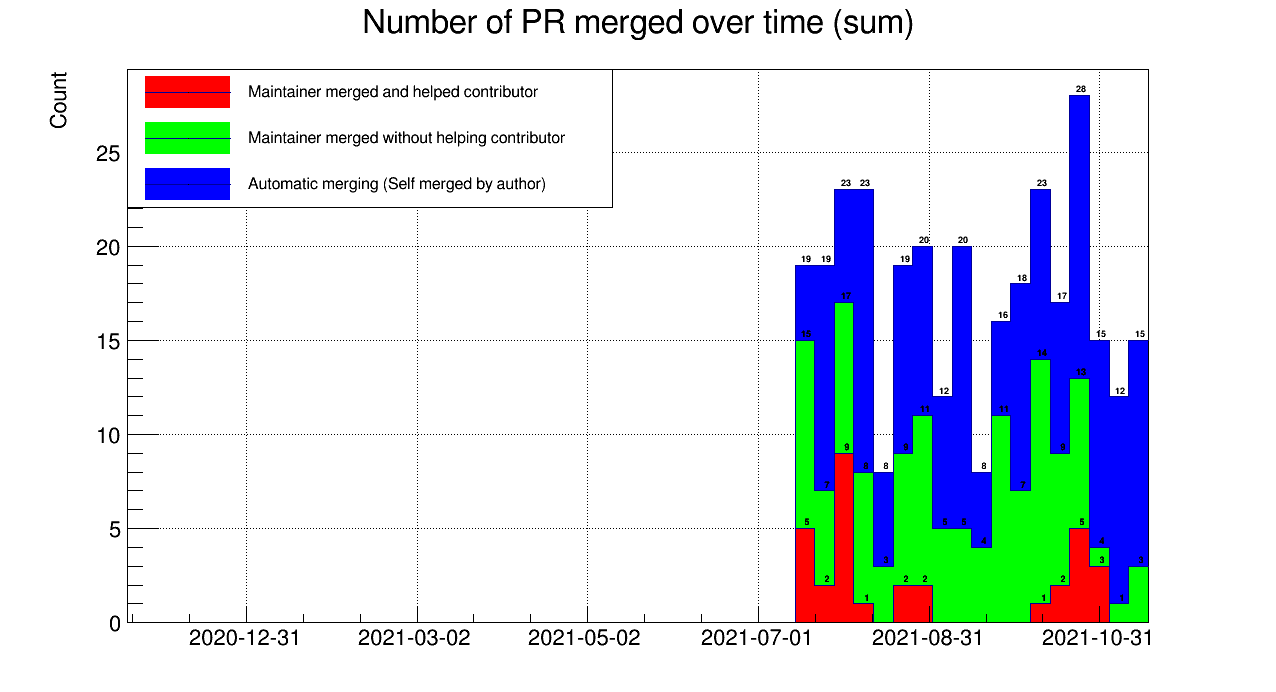 Number of PR merged over time (sum)
Count
Maintainer merged and helped contributor
Maintainer merged without helping contributor
Automatic merging (Self merged by author)
25
20
15
10
5
0
28
23 23 23
20 20
19 19 19
18
17 17
16
15 15 15
14
13
12 12
11 11
9 9 9
8 8 8
7 7
5 5 5 5
4 4
3 3 3
2 2 2 2
1 1 1
2020-12-31 2021-03-02 2021-05-02 2021-07-01 2021-08-31 2021-10-31